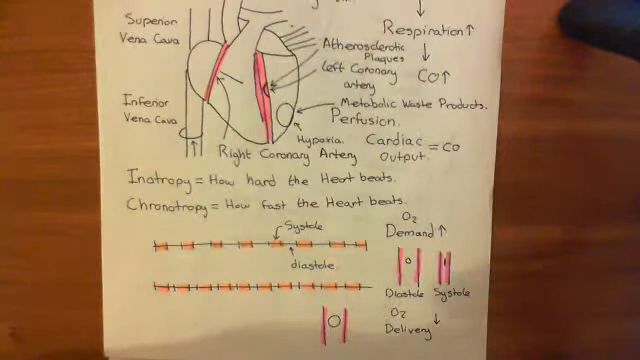 Superior
Vena Cava
Respiration↑
Atherosclerotic
Plaques
Left Coronary
artery
CO↑
Metabolic Waste Products.
Inferior
Vena Cava
Perfusion.
Hypoxia.
Right Coronary Artery
Cardiac
Output. = CO
Inotropy = How hard the Heart beats.
Chronotropy = How fast the Heart beats.
Systole
diastole
O2
Demand ↑
Diastole Systole
O2
Delivery ↓